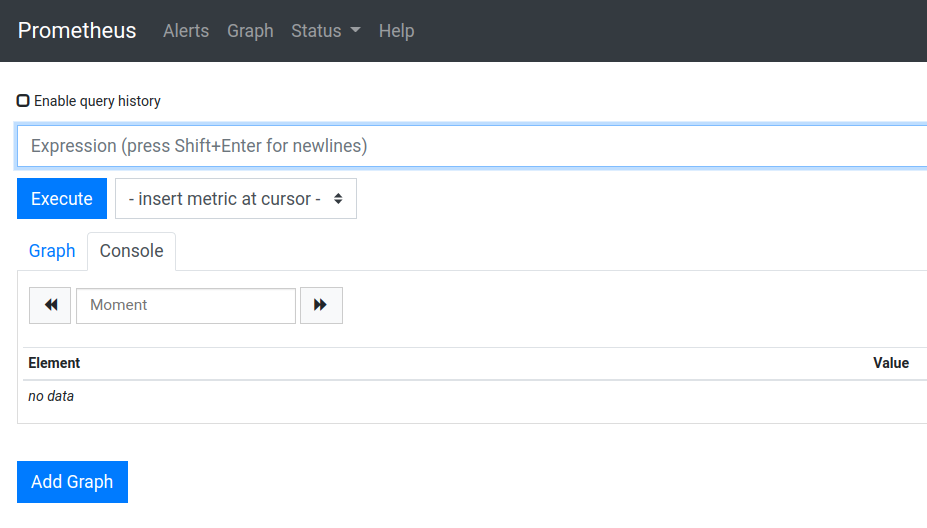 Prometheus Alerts Graph Status Help
Enable query history
Expression (press Shift+Enter for newlines)
Execute - insert metric at cursor -
Graph Console
Moment
Element Value
no data
Add Graph